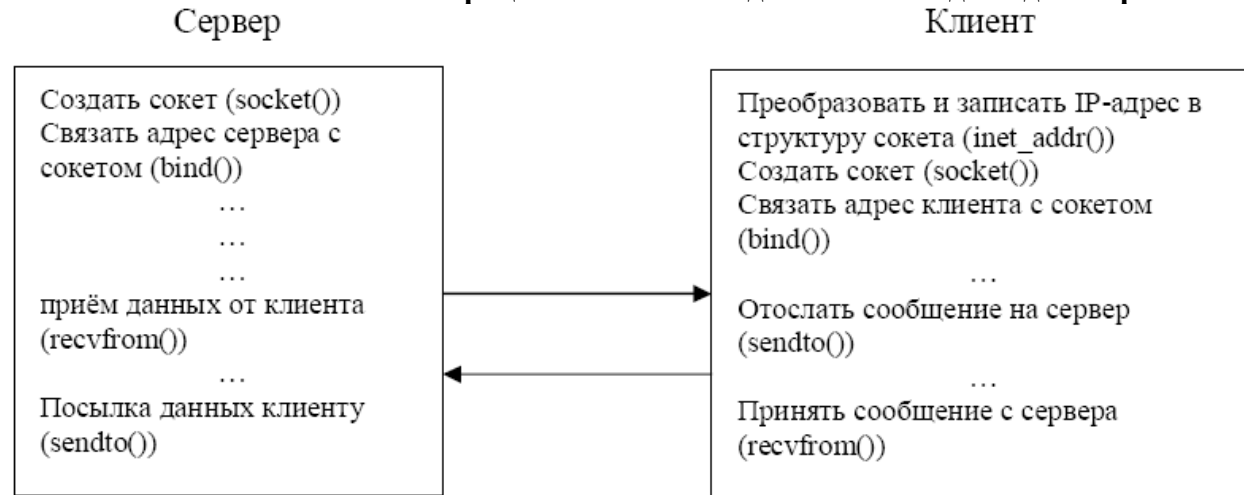 Сервер
Клиент
Создать сокет (socket())
Связать адрес сервера с
сокетом (bind())
…
…
…
приём данных от клиента
(recvfrom())
…
Посылка данных клиенту
(sendto())
Преобразовать и записать IP-адрес в
структуру сокета (inet_addr())
Создать сокет (socket())
Связать адрес клиента с сокетом
(bind())
…
Отослать сообщение на сервер
(sendto())
…
Принять сообщение с сервера
(recvfrom())